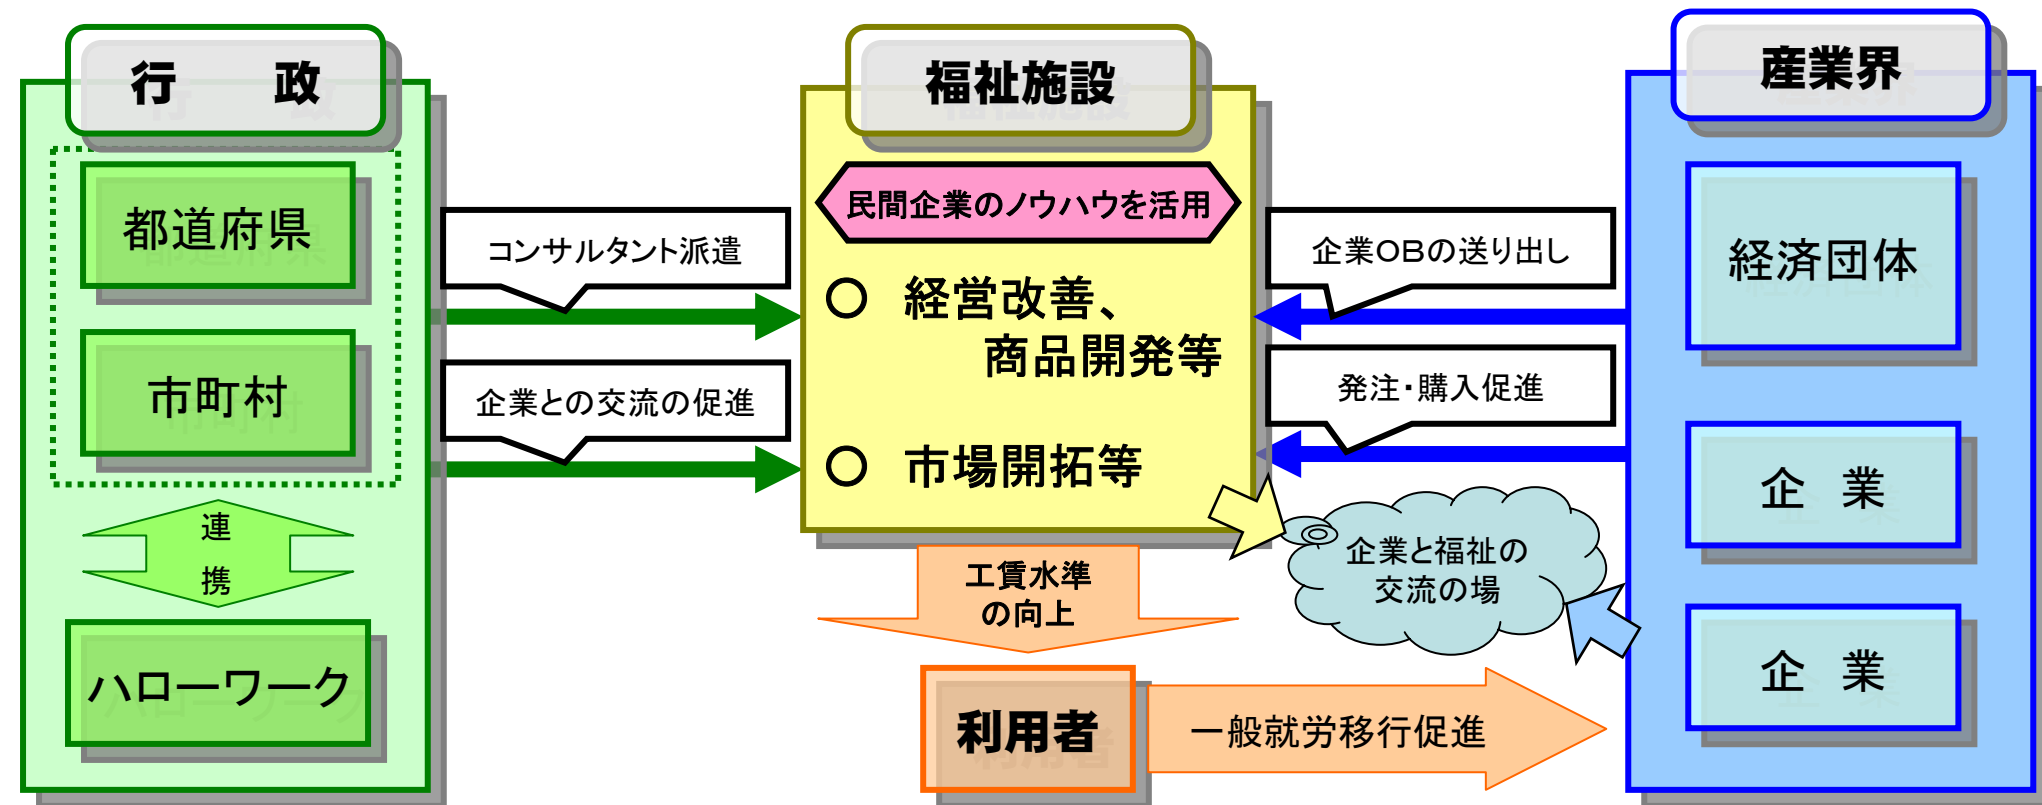 行　　政
都道府県
市町村
連
携
ハローワーク
コンサルタント派遣
企業との交流の促進
福祉施設
民間企業のノウハウを活用
○　経営改善、
商品開発等
○　市場開拓等
工賃水準
の向上
利用者
一般就労移行促進
企業OBの送り出し
発注・購入促進
企業と福祉の
交流の場
産業界
経済団体
企　業
企　業